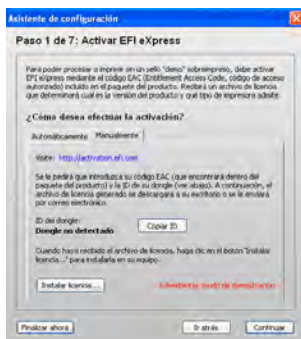 Asistente de configuración
Paso 1 de 7: Activar EFI eXpress
Para poder procesar o imprimir sin un sello "demo" sobreimpreso, debe activar
EFI eXpress mediante el código EAC (Entitlement Access Code, código de acceso
autorizado) incluido en el paquete del producto. Recibirá un archivo de licencia
que determinará cuál es la versión del producto y qué tipo de impresora admite.
¿Cómo desea efectuar la activación?
Automáticamente Manualmente
Visite: http://activation.efi.com
Se le pedirá que introduzca su código EAC (que encontrará dentro del
paquete del producto) y la ID de su dongle (ver abajo). A continuación, el
archivo de licencia generado se descargará a su escritorio o se le enviará
por correo electrónico.
ID del dongle:
Dongle no detectado
Copiar ID
Cuando haya recibido el archivo de licencia, haga clic en el botón 'Instalar
licencia...' para instalarla en su equipo.
Instalar licencia...
modo de demostración
Finalizar ahora
Ir atrás
Continuar